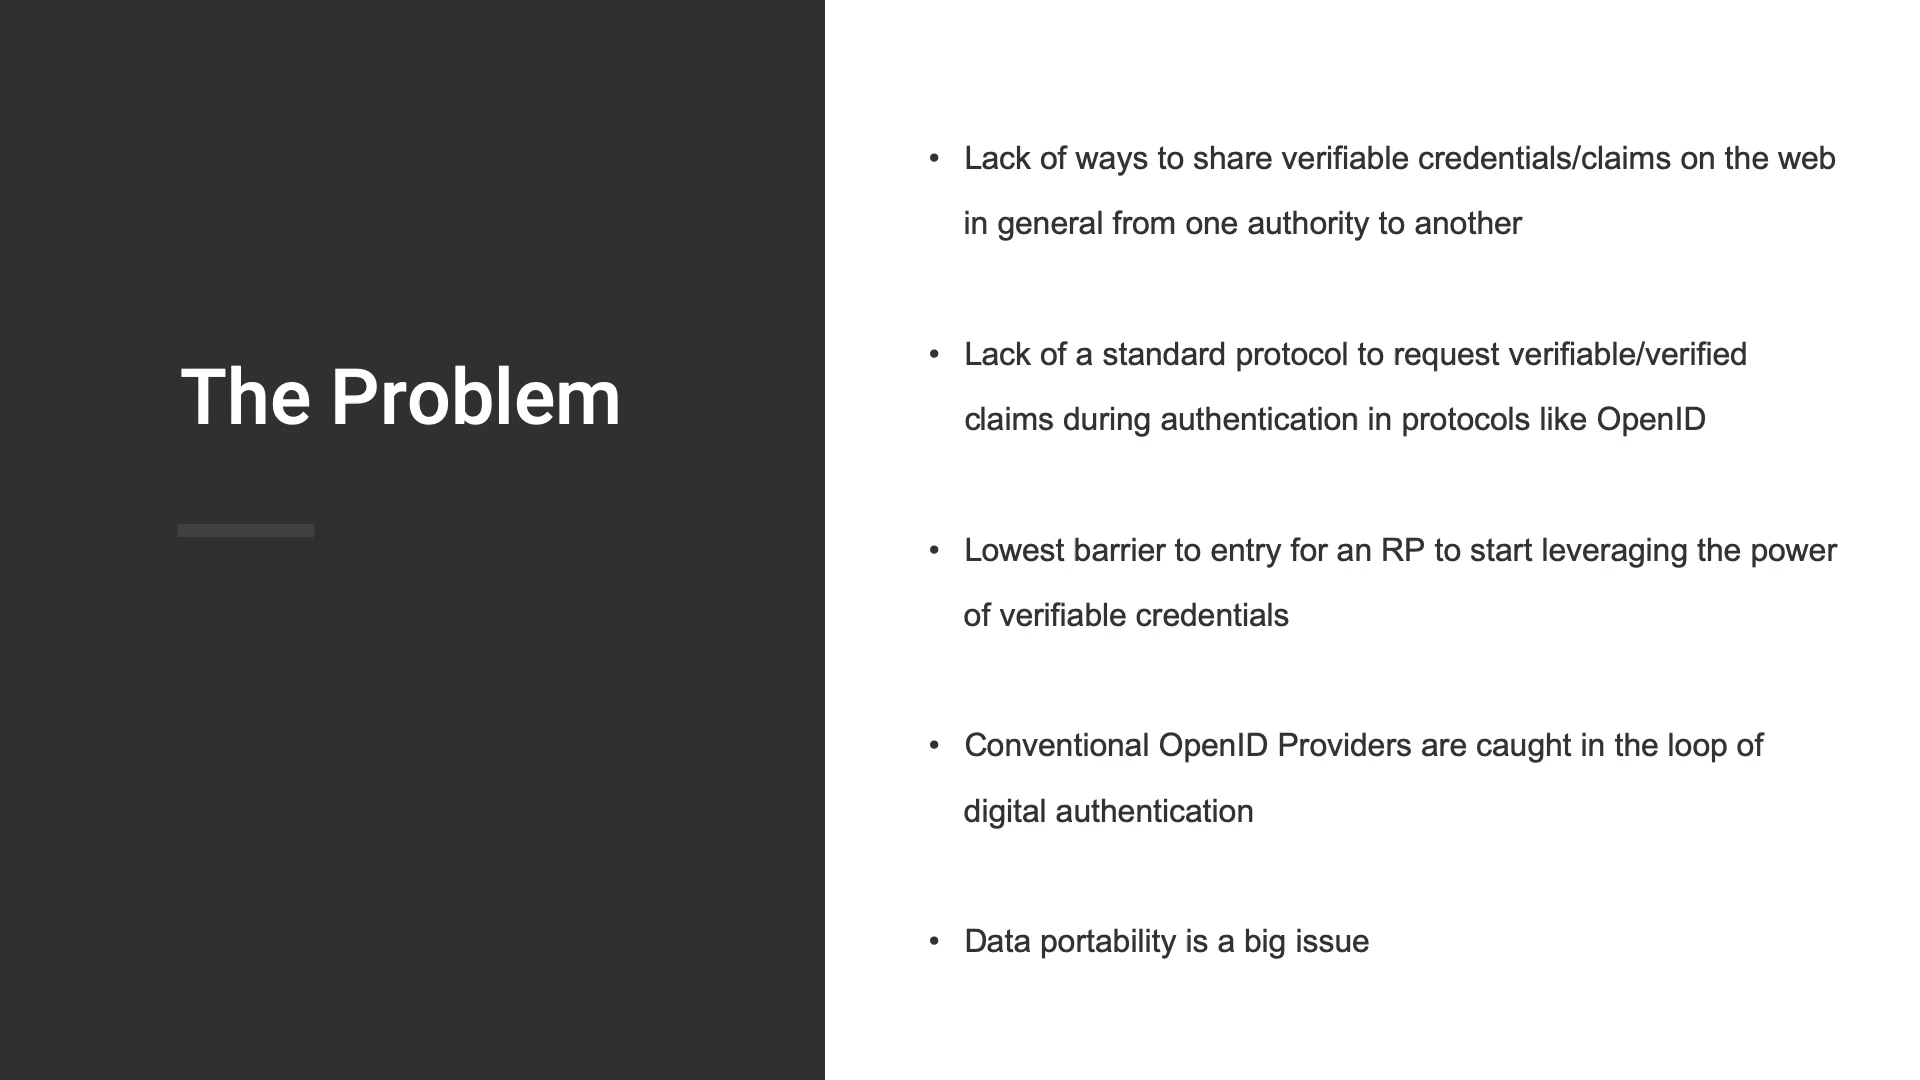 The Problem
• Lack of ways to share verifiable credentials/claims on the web
in general from one authority to another
• Lack of a standard protocol to request verifiable/verified
claims during authentication in protocols like OpenID
• Lowest barrier to entry for an RP to start leveraging the power
of verifiable credentials
• Conventional OpenID Providers are caught in the loop of
digital authentication
• Data portability is a big issue